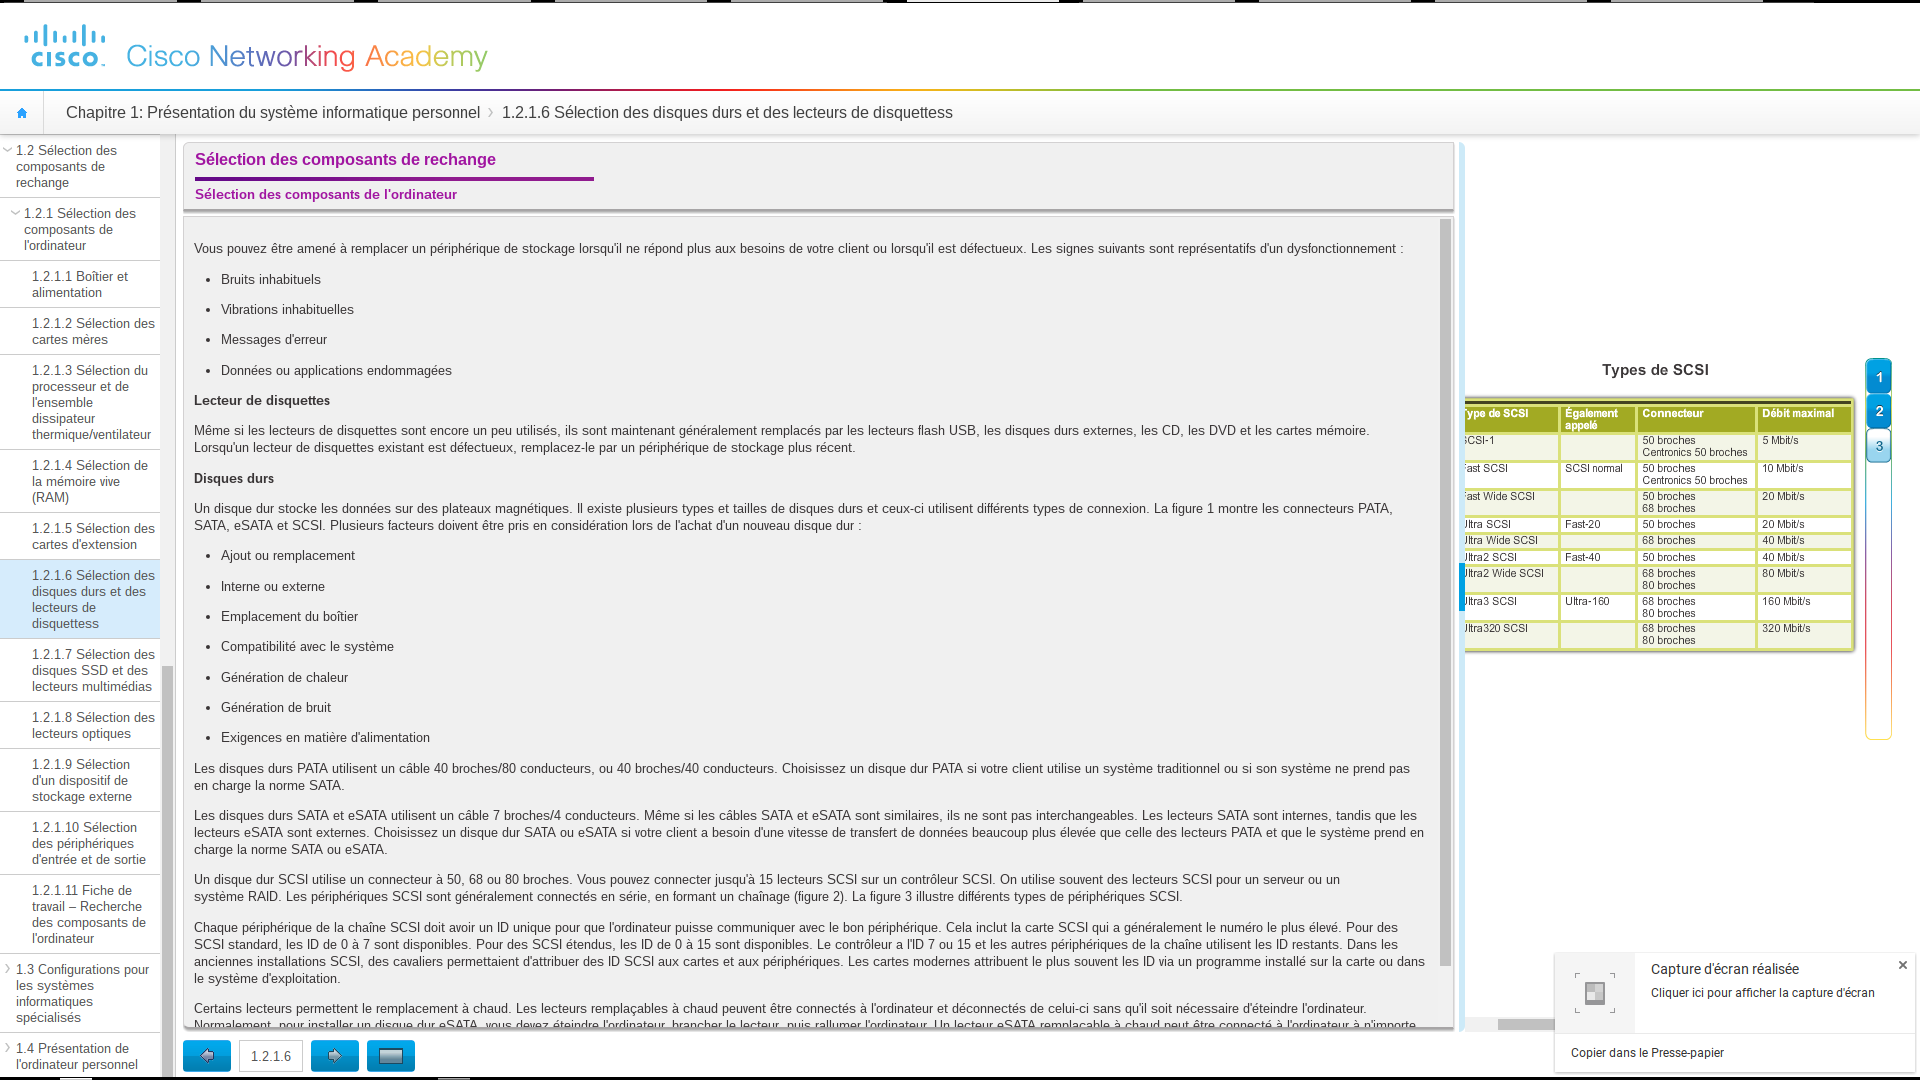 cisco
Cisco Networking Academy
Chapitre 1: Présentation du système informatique personnel
1.2.1.6 Sélection des disques durs et des lecteurs de disquettess
1.2 Sélection des
composants de
rechange
1.2.1 Sélection des
composants de
l'ordinateur
1.2.1.1 Boîtier et
alimentation
1.2.1.2 Sélection des
cartes mères
1.2.1.3 Sélection du
processeur et de
l'ensemble
dissipateur
thermique/ventilateur
1.2.1.4 Sélection de
la mémoire vive
(RAM)
1.2.1.5 Sélection des
cartes d'extension
1.2.1.6 Sélection des
disques durs et des
lecteurs de
disquettess
1.2.1.7 Sélection des
disques SSD et des
lecteurs multimédias
1.2.1.8 Sélection des
lecteurs optiques
1.2.1.9 Sélection
d'un dispositif de
stockage externe
1.2.1.10 Sélection
des périphériques
d'entrée et de sortie
1.2.1.11 Fiche de
travail – Recherche
des composants de
l'ordinateur
1.3 Configurations pour
les systèmes
informatiques
spécialisés
1.4 Présentation de
l'ordinateur personnel
Sélection des composants de rechange
Sélection des composants de l'ordinateur
Vous pouvez être amené à remplacer un périphérique de stockage lorsqu'il ne répond plus aux besoins de votre client ou lorsqu'il est défectueux. Les signes suivants sont représentatifs d'un dysfonctionnement :
• Bruits inhabituels
• Vibrations inhabituelles
• Messages d'erreur
• Données ou applications endommagées
Lecteur de disquettes
Même si les lecteurs de disquettes sont encore un peu utilisés, ils sont maintenant généralement remplacés par les lecteurs flash USB, les disques durs externes, les CD, les DVD et les cartes mémoire.
Lorsqu'un lecteur de disquettes existant est défectueux, remplacez-le par un périphérique de stockage plus récent.
Disques durs
Un disque dur stocke les données sur des plateaux magnétiques. Il existe plusieurs types et tailles de disques durs et ceux-ci utilisent différents types de connexion. La figure 1 montre les connecteurs PATA,
SATA, eSATA et SCSI. Plusieurs facteurs doivent être pris en considération lors de l'achat d'un nouveau disque dur :
• Ajout ou remplacement
• Interne ou externe
• Emplacement du boîtier
• Compatibilité avec le système
• Génération de chaleur
• Génération de bruit
• Exigences en matière d'alimentation
Les disques durs PATA utilisent un câble 40 broches/80 conducteurs, ou 40 broches/40 conducteurs. Choisissez un disque dur PATA si votre client utilise un système traditionnel ou si son système ne prend pas
en charge la norme SATA.
Les disques durs SATA et eSATA utilisent un câble 7 broches/4 conducteurs. Même si les câbles SATA et eSATA sont similaires, ils ne sont pas interchangeables. Les lecteurs SATA sont internes, tandis que les
lecteurs eSATA sont externes. Choisissez un disque dur SATA ou eSATA si votre client a besoin d'une vitesse de transfert de données beaucoup plus élevée que celle des lecteurs PATA et que le système prend en
charge la norme SATA ou eSATA.
Un disque dur SCSI utilise un connecteur à 50, 68 ou 80 broches. Vous pouvez connecter jusqu'à 15 lecteurs SCSI sur un contrôleur SCSI. On utilise souvent des lecteurs SCSI pour un serveur ou un
système RAID. Les périphériques SCSI sont généralement connectés en série, en formant un chaînage (figure 2). La figure 3 illustre différents types de périphériques SCSI.
Chaque périphérique de la chaîne SCSI doit avoir un ID unique pour que l'ordinateur puisse communiquer avec le bon périphérique. Cela inclut la carte SCSI qui a généralement le numéro le plus élevé. Pour des
SCSI standard, les ID de 0 à 7 sont disponibles. Pour des SCSI étendus, les ID de 0 à 15 sont disponibles. Le contrôleur a l'ID 7 ou 15 et les autres périphériques de la chaîne utilisent les ID restants. Dans les
anciennes installations SCSI, des cavaliers permettaient d'attribuer des ID SCSI aux cartes et aux périphériques. Les cartes modernes attribuent le plus souvent les ID via un programme installé sur la carte ou dans
le système d'exploitation.
Certains lecteurs permettent le remplacement à chaud. Les lecteurs remplaçables à chaud peuvent être connectés à l'ordinateur et déconnectés de celui-ci sans qu'il soit nécessaire d'éteindre l'ordinateur.
Normalement, pour installer un disque dur eSATA, vous devez éteindre l'ordinateur, brancher le lecteur, puis rallumer l'ordinateur. Un lecteur eSATA remplaçable à chaud peut être connecté à l'ordinateur à n'importe
1.2.1.6
Types de SCSI
Type de SCSI Également appelé Connecteur Débit maximal
SCSI-1 50 broches 5 Mbit/s
Centronics 50 broches
Fast SCSI SCSI normal 50 broches 10 Mbit/s
Centronics 50 broches
Fast Wide SCSI 50 broches 20 Mbit/s
68 broches
Ultra SCSI Fast-20 50 broches 20 Mbit/s
Ultra Wide SCSI 68 broches 40 Mbit/s
Ultra2 SCSI Fast-40 50 broches 40 Mbit/s
Ultra2 Wide SCSI 68 broches 80 Mbit/s
80 broches
Ultra3 SCSI Ultra-160 68 broches 160 Mbit/s
80 broches
Ultra320 SCSI 68 broches 320 Mbit/s
80 broches
1
2
3
Capture d'écran réalisée
Cliquer ici pour afficher la capture d'écran
Copier dans le Presse-papier